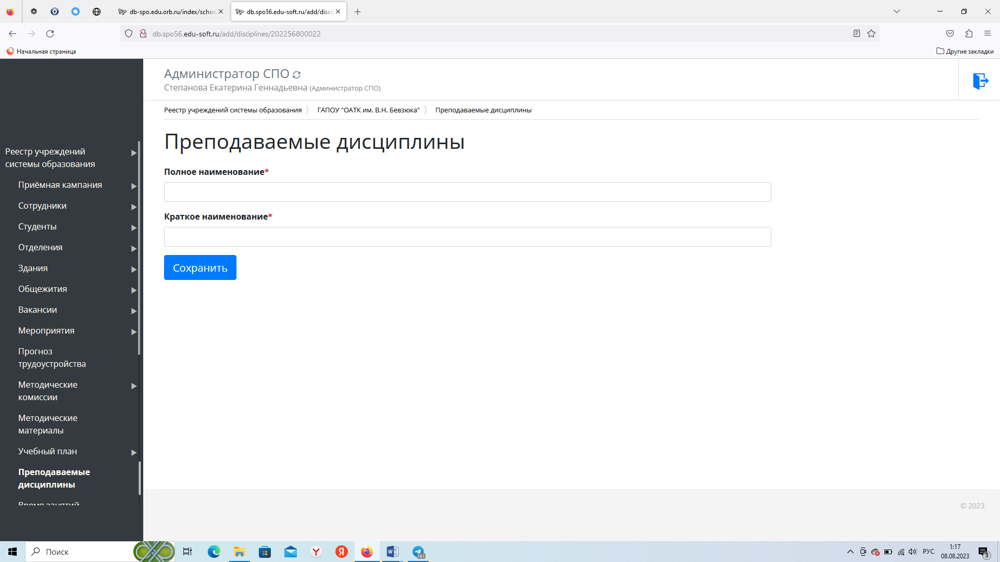 db-spo.edu.orb.ru/index/schoo
db.spo56.edu-soft.ru/add/disci
db.spo56.edu-soft.ru/add/disciplines/202256800022
Начальная страница
Другие закладки
Администратор СПО
Степанова Екатерина Геннадьевна (Администратор СПО)
Реестр учреждений системы образования
ГАПОУ "ОАТК им. В.Н. Бевзюка"
Преподаваемые дисциплины
Преподаваемые дисциплины
Полное наименование*
Краткое наименование*
Сохранить
Реестр учреждений
системы образования
Приёмная кампания
Сотрудники
Студенты
Отделения
Здания
Общежития
Вакансии
Мероприятия
Прогноз
трудоустройства
Методические
комиссии
Методические
материалы
Учебный план
Преподаваемые
дисциплины
Время занятий
© 2023
Поиск
161
РУС
1:17
08.08.2023
3